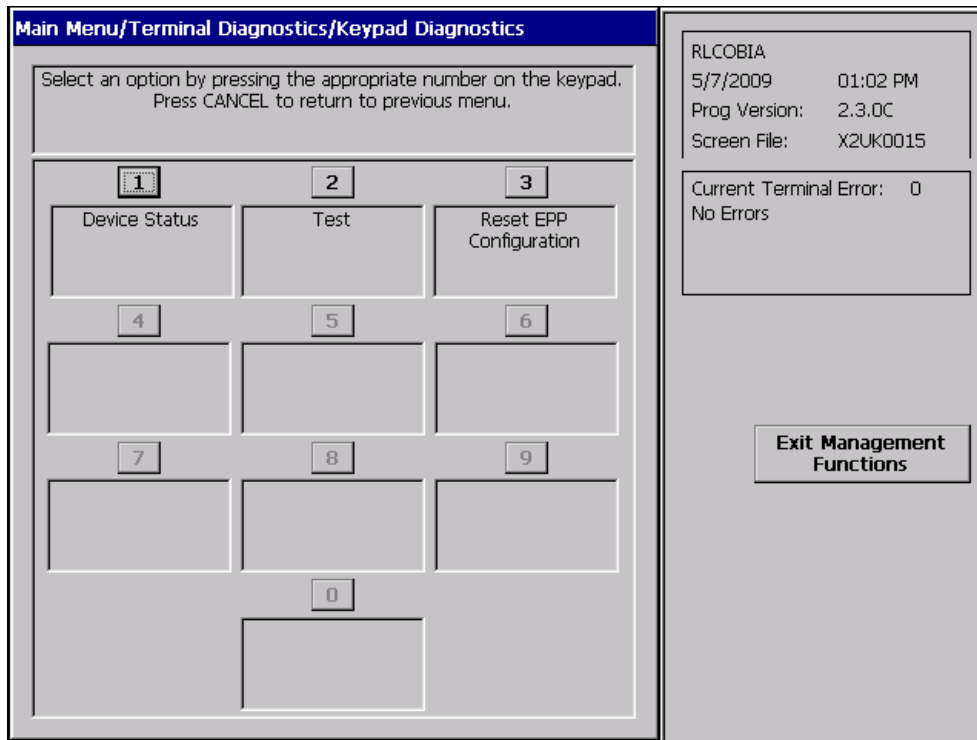 Main Menu/Terminal Diagnostics/Keypad Diagnostics
Select an option by pressing the appropriate number on the keypad.
Press CANCEL to return to previous menu.
1
2
3
Device Status
Test
Reset EPP
Configuration
4
5
6
7
8
9
0
RLCOBIA
5/7/2009 01:02 PM
Prog Version: 2.3.0C
Screen File: X2UK0015
Current Terminal Error: 0
No Errors
Exit Management
Functions